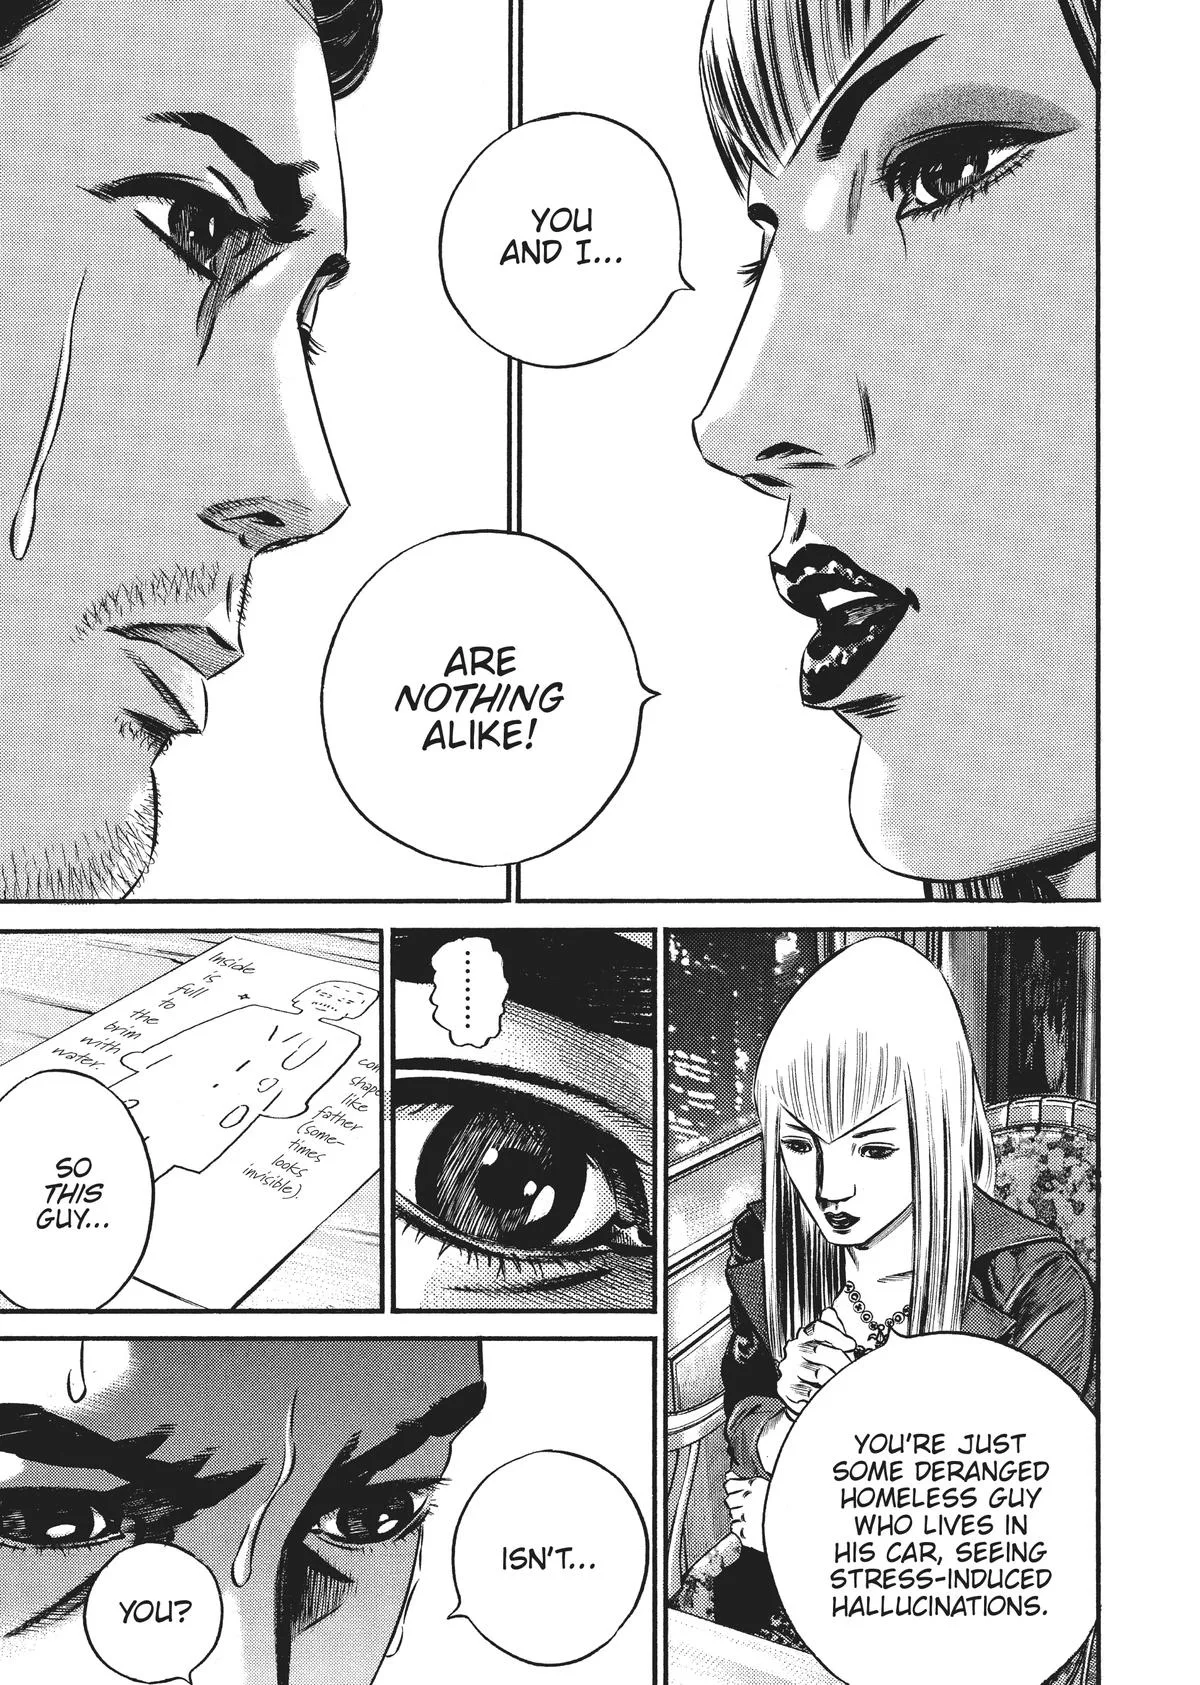 YOU
AND I...
ARE
NOTHING
ALIKE!
YOU'RE JUST
SOME DERANGED
HOMELESS GUY
WHO LIVES IN
HIS CAR, SEEING
STRESS-INDUCED
HALLUCINATIONS.
.........
Inside
is
full
to
the
brim
with
water.
shape
like
father
(some-
times
looks
invisible).
SO
THIS
GUY...
ISN'T...
YOU?